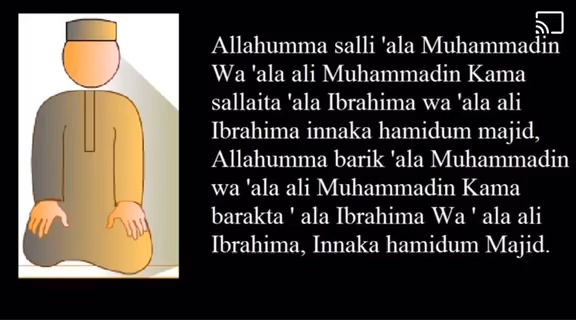 Allahumma salli 'ala Muhammadin
Wa 'ala ali Muhammadin Kama
sallaita 'ala Ibrahima wa 'ala ali
Ibrahima innaka hamidum majid,
Allahumma barik 'ala Muhammadin
wa 'ala ali Muhammadin Kama
barakta ' ala Ibrahima Wa ' ala ali
Ibrahima, Innaka hamidum Majid.